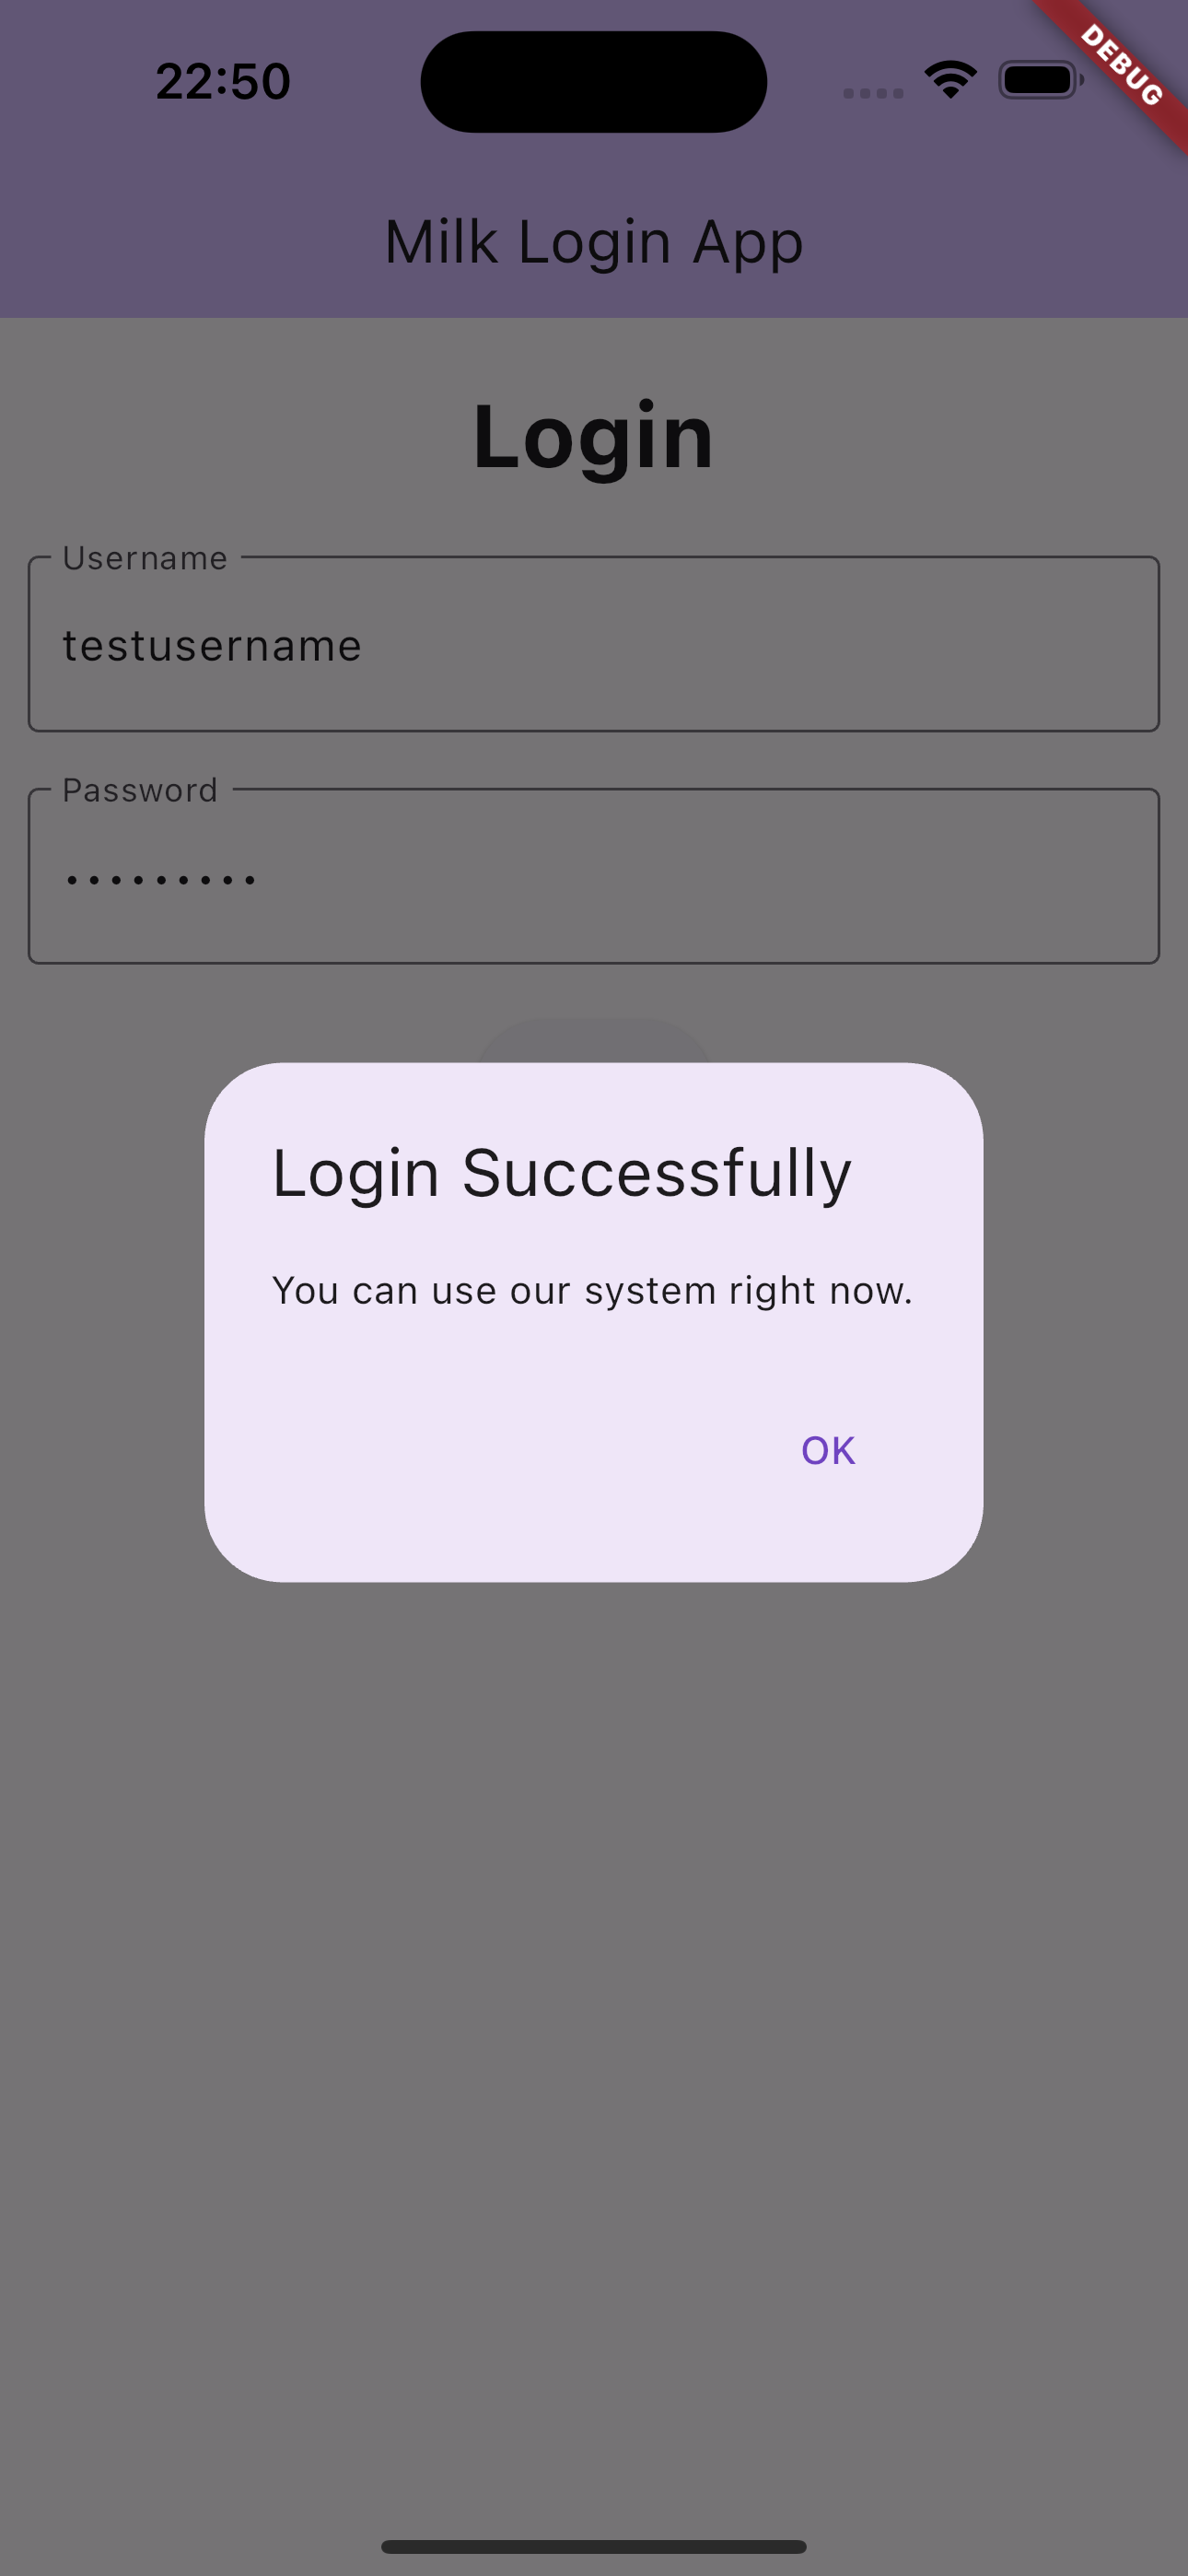 22:50
DEBUG
Milk Login App
Login
Username
testusername
Password
•••••••••
Login Successfully
You can use our system right now.
OK